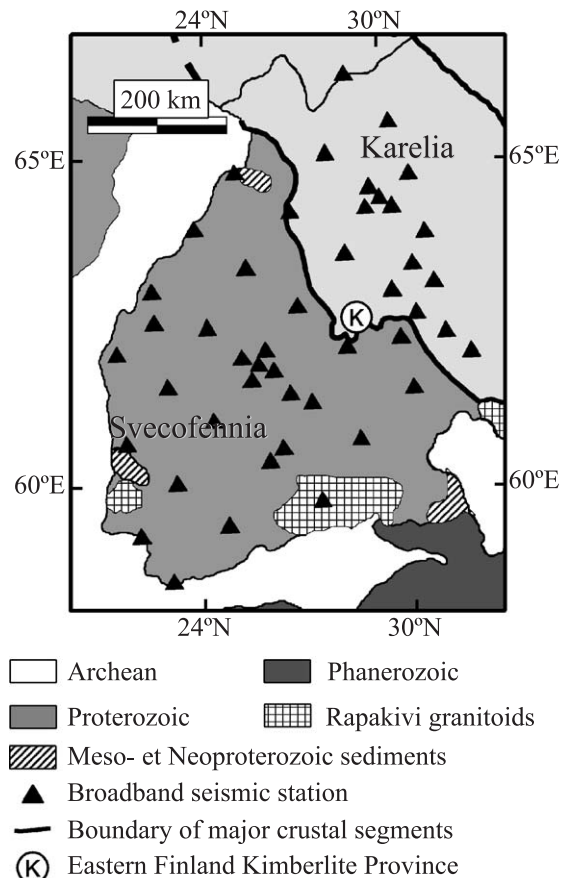 24ºN 30ºN
200 km
65ºE Karelia 65ºE
K
Svecofennia
60ºE 60ºE
24ºN 30ºN
Archean Phanerozoic
Proterozoic Rapakivi granitoids
Meso- et Neoproterozoic sediments
Broadband seismic station
Boundary of major crustal segments
K Eastern Finland Kimberlite Province